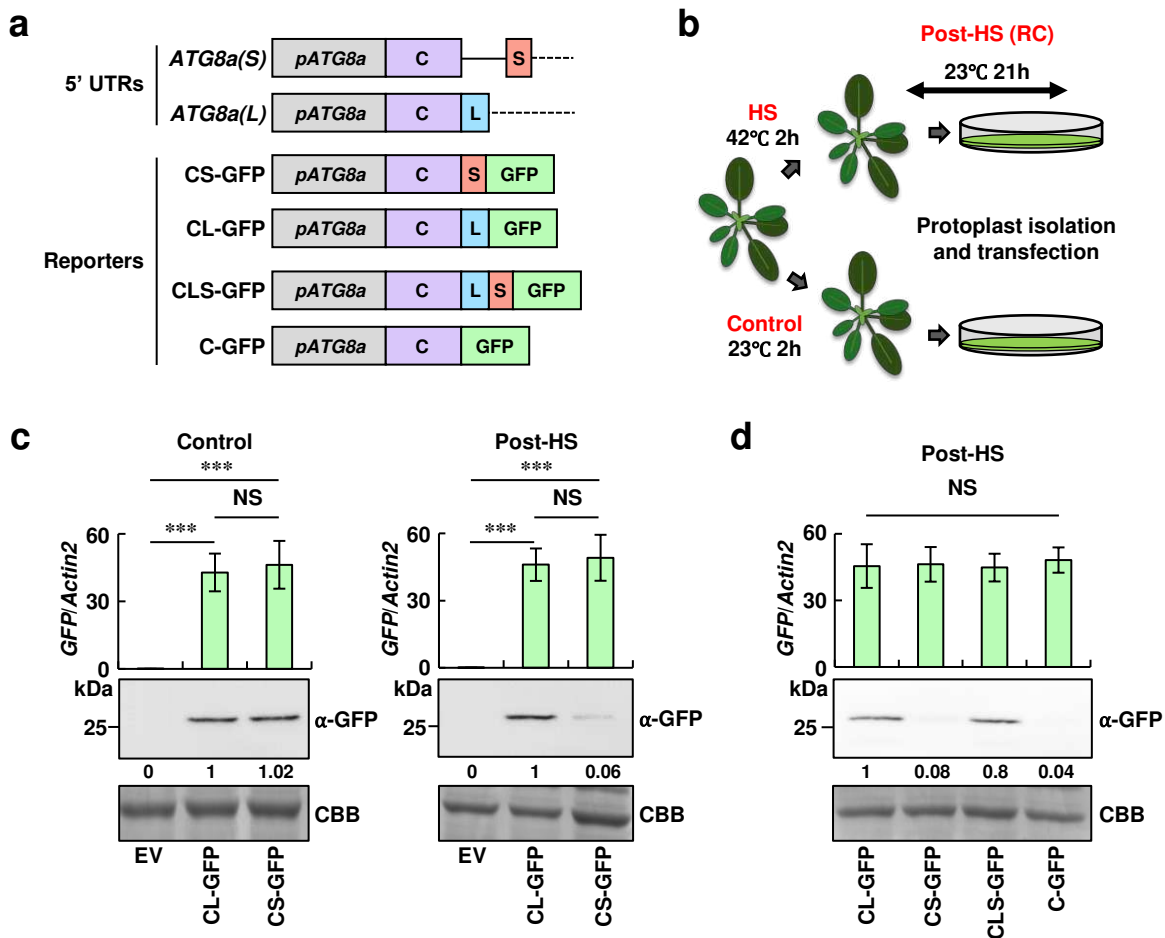 a
5' UTRs
ATG8a(S) pATG8a C S
ATG8a(L) pATG8a C L
Reporters
CS-GFP pATG8a C S GFP
CL-GFP pATG8a C L GFP
CLS-GFP pATG8a C L S GFP
C-GFP pATG8a C GFP
b
Post-HS (RC)
23℃ 21h
HS
42℃ 2h
Protoplast isolation
and transfection
Control
23℃ 2h
c
Control
***
NS
***
GFP/Actin2
60
30
0
kDa
25
α-GFP
0 1 1.02
CBB
EV
CL-GFP
CS-GFP
Post-HS
***
NS
***
GFP/Actin2
60
30
0
kDa
25
α-GFP
0 1 0.06
CBB
EV
CL-GFP
CS-GFP
d
Post-HS
NS
GFP/Actin2
60
40
20
0
kDa
25
α-GFP
1 0.08 0.8 0.04
CBB
CL-GFP
CS-GFP
CLS-GFP
C-GFP